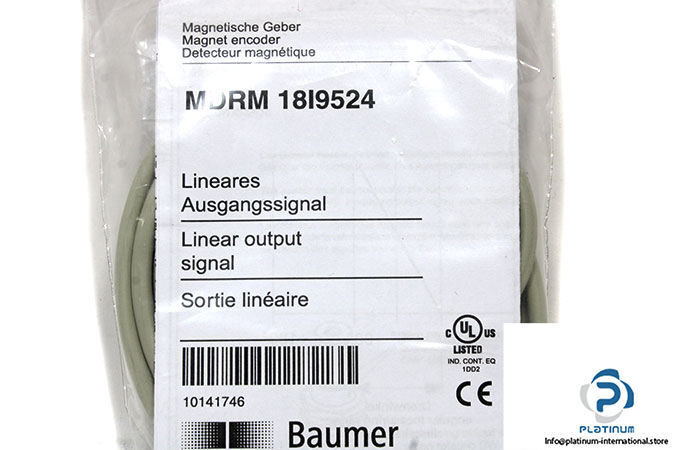 Magnetische Geber
Magnet encoder
Detecteur magnétique
MDRM 18I9524
Lineares
Ausgangssignal
Linear output
signal
Sortie linéaire
C UL US
LISTED
IND. CONT. EQ
1DD2
CE
10141746
Baumer
PLATINUM
info@platinum-international.store